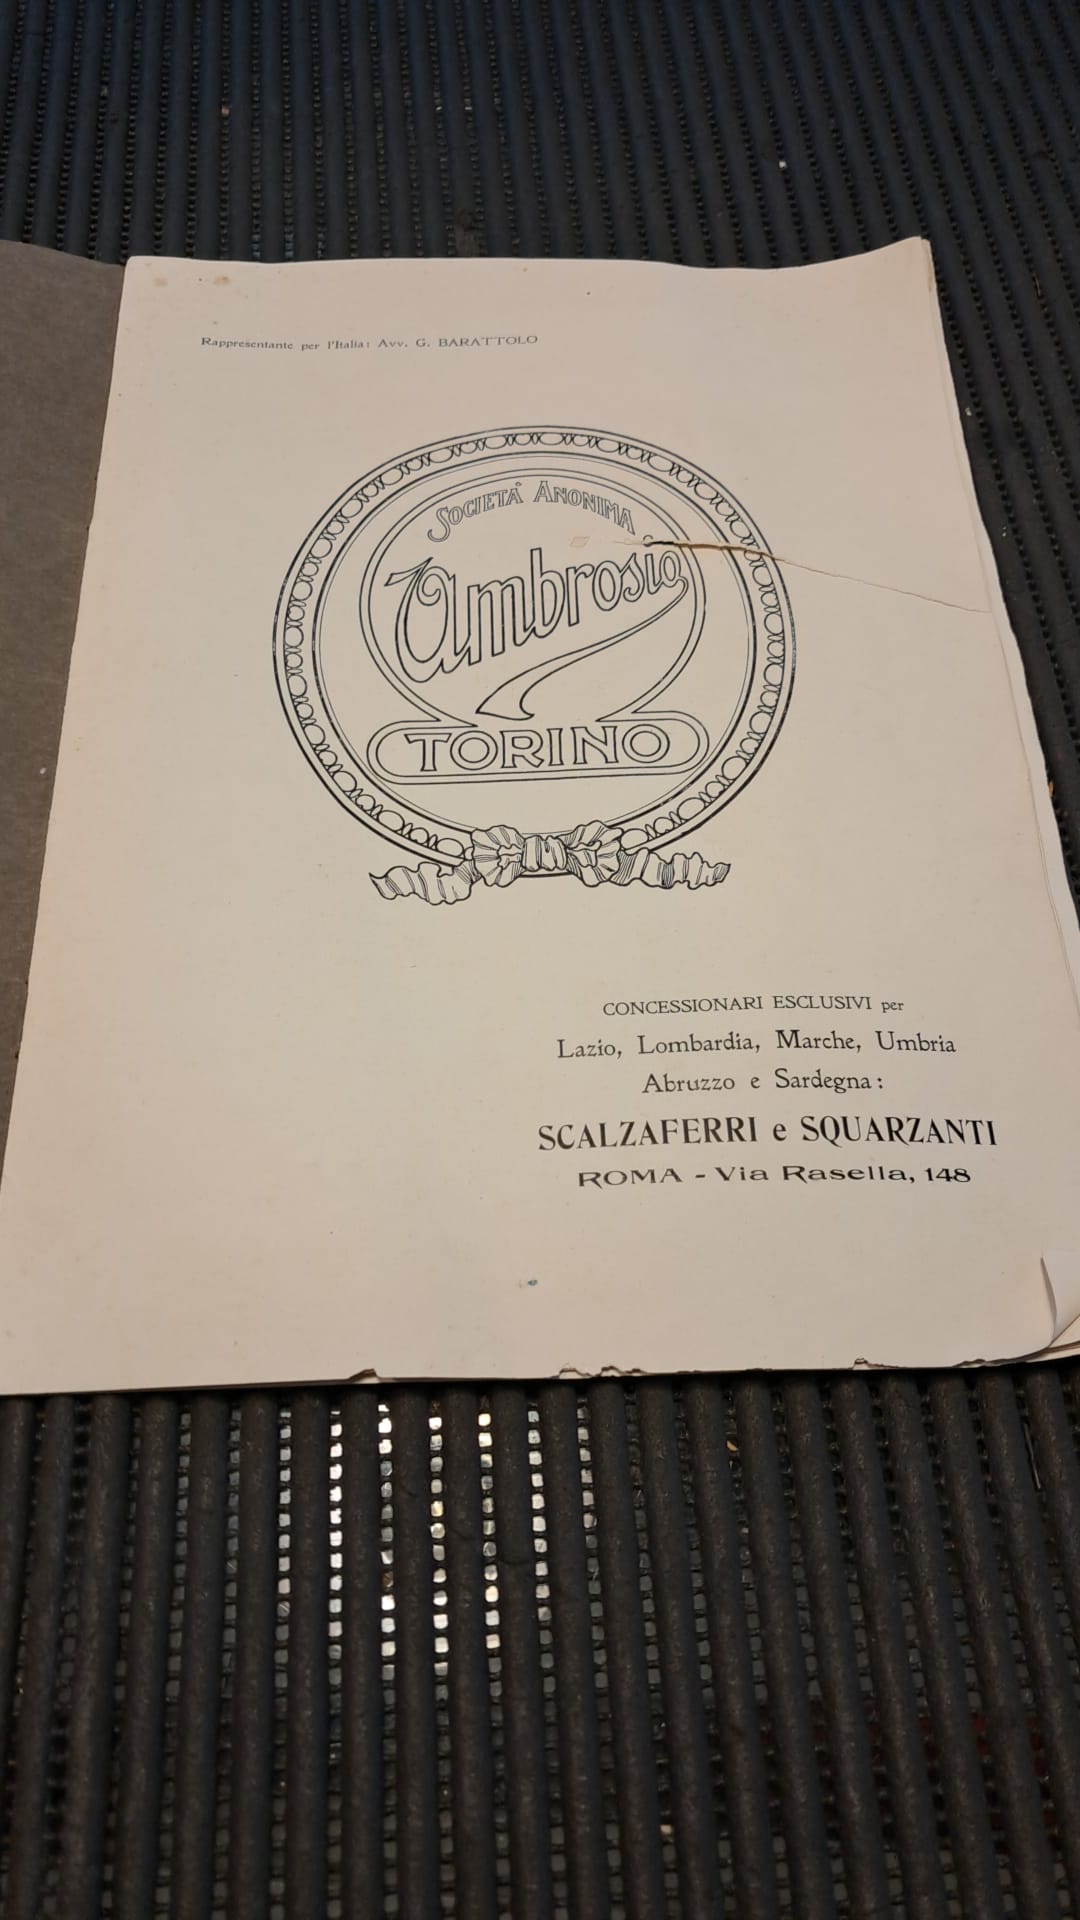 Rappresentante per l'Italia: Avv. G. BARATTOLO
SOCIETÀ ANONIMA
Ambrosio
TORINO
CONCESSIONARI ESCLUSIVI per
Lazio, Lombardia, Marche, Umbria
Abruzzo e Sardegna:
SCALZAFERRI e SQUARZANTI
ROMA - Via Rasella, 148